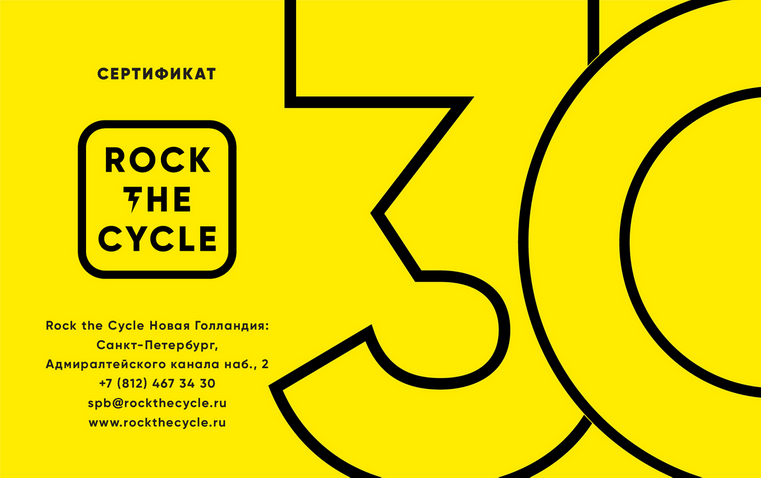 СЕРТИФИКАТ
ROCK
THE
CYCLE
Rock the Cycle Новая Голландия:
Санкт-Петербург,
Адмиралтейского канала наб., 2
+7 (812) 467 34 30
spb@rockthecycle.ru
www.rockthecycle.ru
30